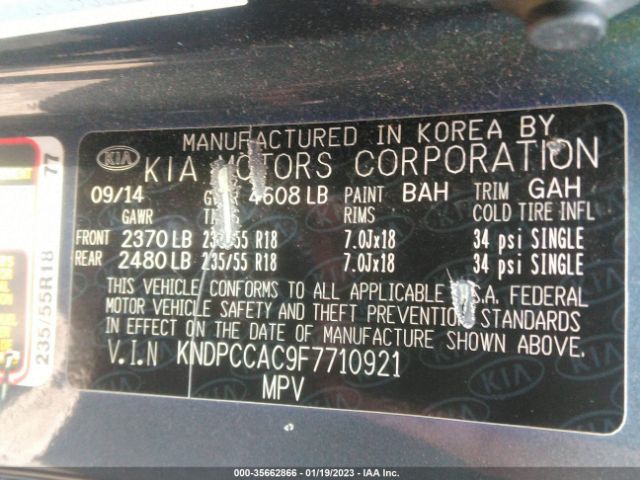 MANUFACTURED IN KOREA BY
KIA KIA MOTORS CORPORATION
09/14 4608 LB PAINT BAH TRIM GAH
GAWR RIMS COLD TIRE INFL
FRONT 2370 LB R18 7.0Jx18 34 psi SINGLE
REAR 2480 LB 235/55 R18 7.0Jx18 34 psi SINGLE
THIS VEHICLE CONFORMS TO ALL APPLICABLE U.S.A. FEDERAL
MOTOR VEHICLE SAFETY AND THEFT PREVENTION STANDARDS
IN EFFECT ON THE DATE OF MANUFACTURE SHOWN ABOVE.
V.I.N KNDPCCAC9F7710921
MPV
77
235/55R18
000-35662866 - 01/19/2023 - IAA Inc.